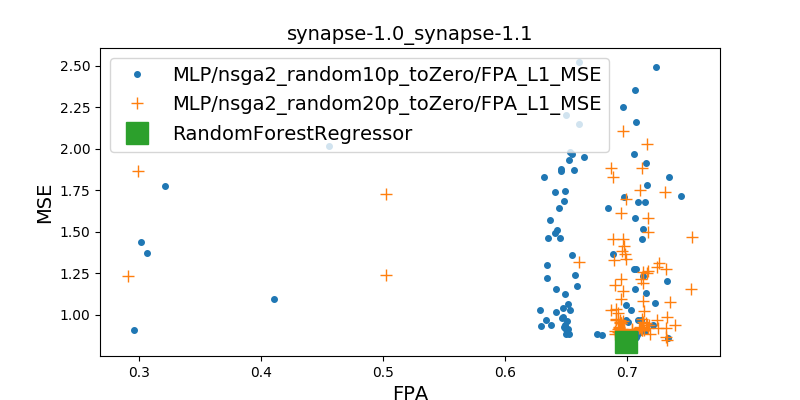 synapse-1.0_synapse-1.1
MLP/nsga2_random10p_toZero/FPA_L1_MSE
MLP/nsga2_random20p_toZero/FPA_L1_MSE
RandomForestRegressor
MSE
2.50
2.25
2.00
1.75
1.50
1.25
1.00
0.3 0.4 0.5 0.6 0.7
FPA